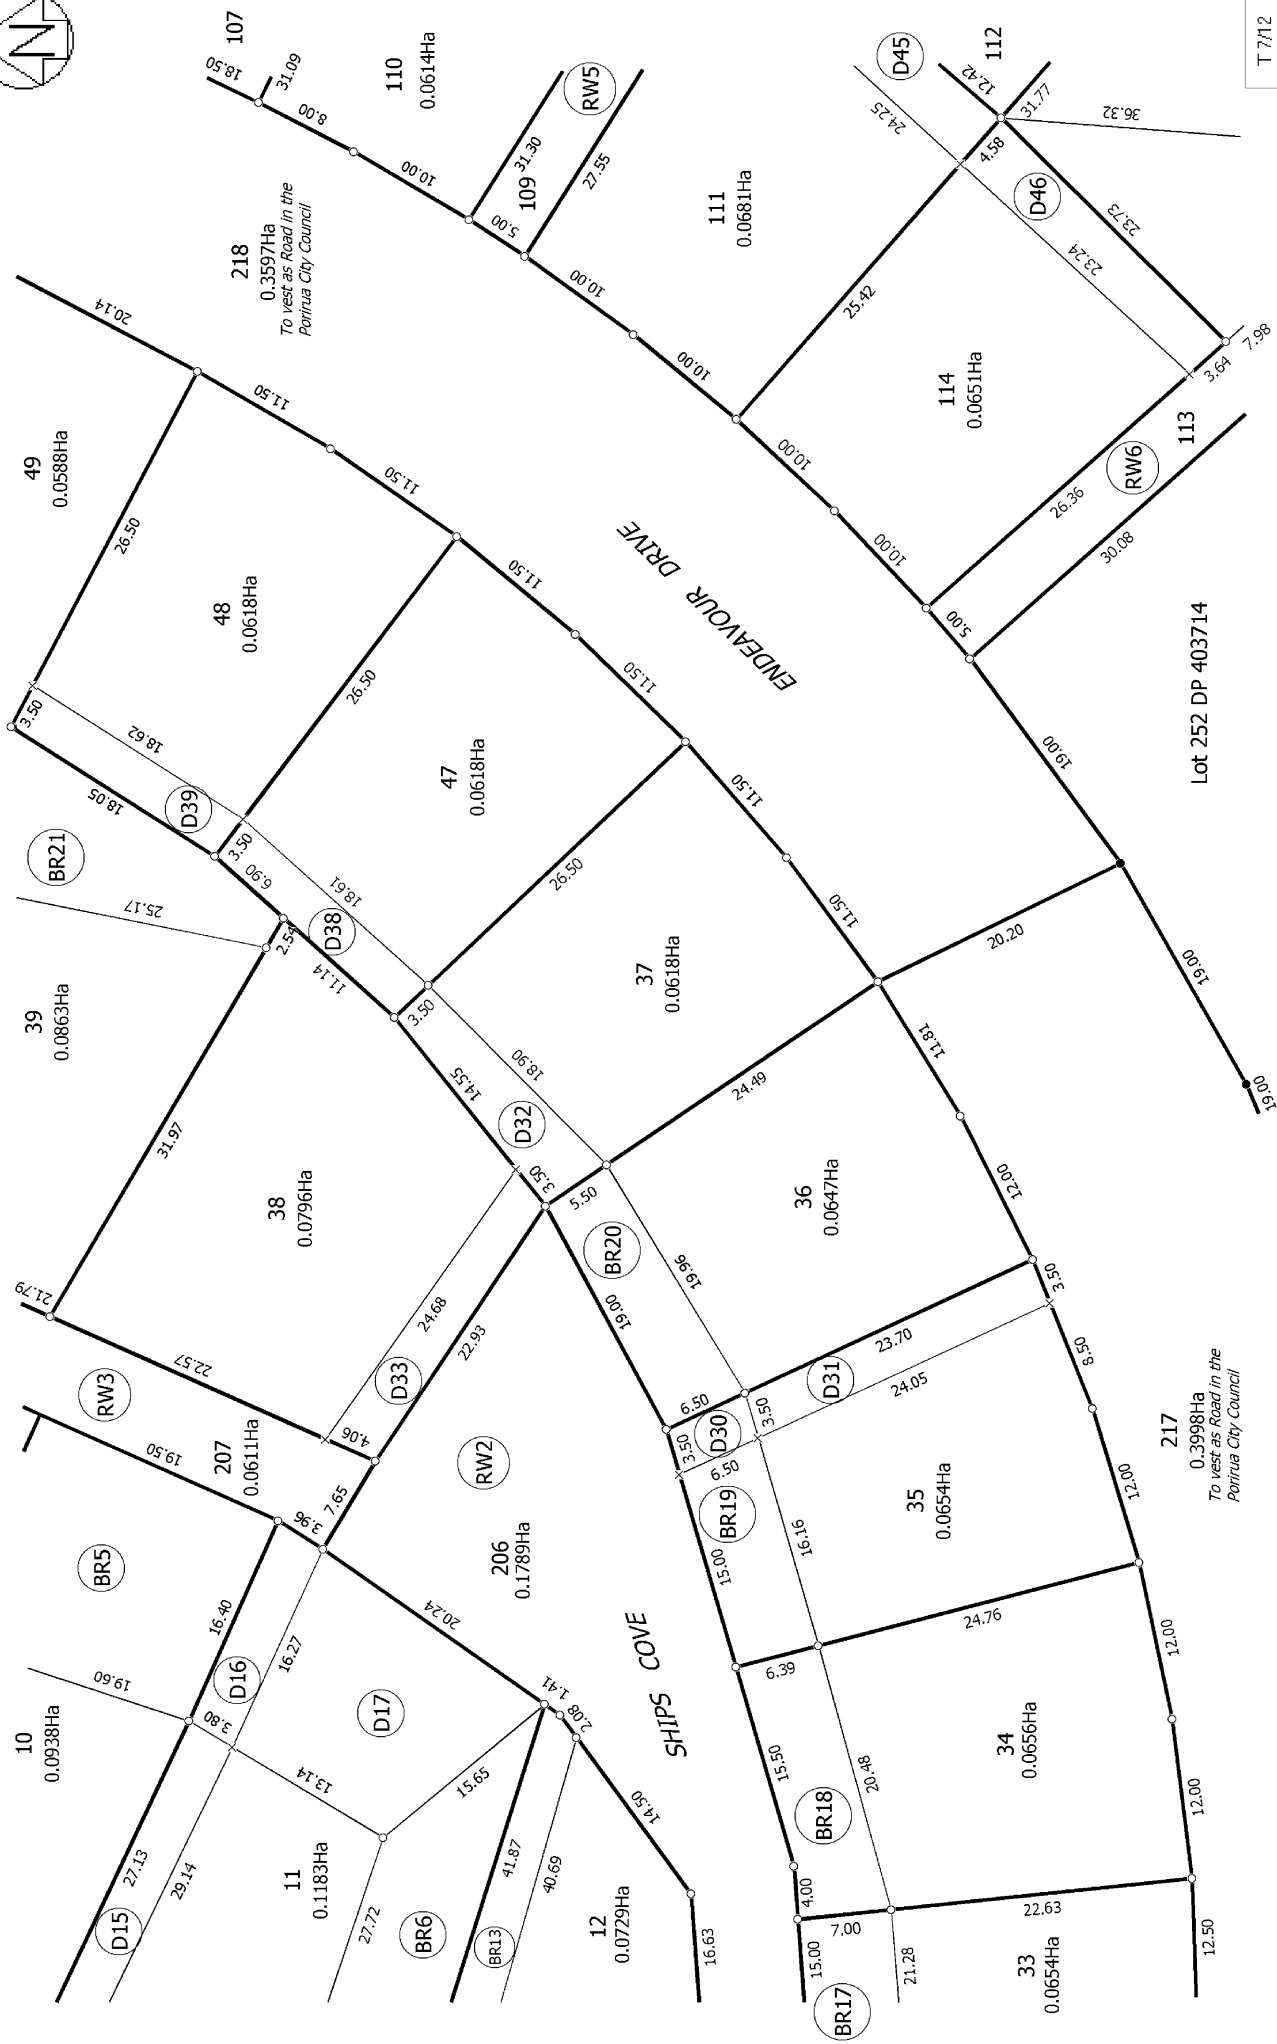 N
107
18.50
31.09
110
0.0614Ha
8.00
10.00
31.30
RW5
109
5.00
27.55
218
0.3597Ha
To vest as Road in the
Porirua City Council
111
0.0681Ha
D45
112
12.42
24.25
31.77
36.32
4.58
D46
23.73
23.24
7.98
3.64
25.42
114
0.0651Ha
10.00
10.00
10.00
10.00
113
RW6
26.36
30.08
5.00
20.14
49
0.0588Ha
11.50
11.50
26.50
48
0.0618Ha
ENDEAVOUR DRIVE
3.50
18.62
26.50
11.50
11.50
18.05
D39
47
0.0618Ha
Lot 252 DP 403714
19.00
BR21
3.50
6.90
18.61
25.17
2.54
D38
26.50
11.50
11.50
11.14
39
0.0863Ha
3.50
37
0.0618Ha
20.20
19.00
19.00
14.55
18.90
24.49
11.81
31.97
D32
38
0.0796Ha
3.50
5.50
36
0.0647Ha
12.00
BR20
19.96
19.00
21.79
24.68
22.93
22.57
D33
RW3
23.70
D31
24.05
3.50
8.50
6.50
3.50
D30
3.50
6.50
4.06
207
0.0611Ha
19.50
7.65
3.96
RW2
BR19
217
0.3998Ha
To vest as Road in the
Porirua City Council
12.00
35
0.0654Ha
16.16
15.00
206
0.1789Ha
BR5
16.40
16.27
D16
20.24
24.76
12.00
SHIPS COVE
6.39
19.60
3.80
D17
1.41
2.08
10
0.0938Ha
13.14
15.65
34
0.0656Ha
15.50
20.48
12.00
BR18
14.50
27.13
29.14
41.87
40.69
11
0.1183Ha
27.72
4.00
7.00
22.63
D15
BR6
BR13
12
0.0729Ha
16.63
15.00
21.28
33
0.0654Ha
12.50
BR17
T 7/12